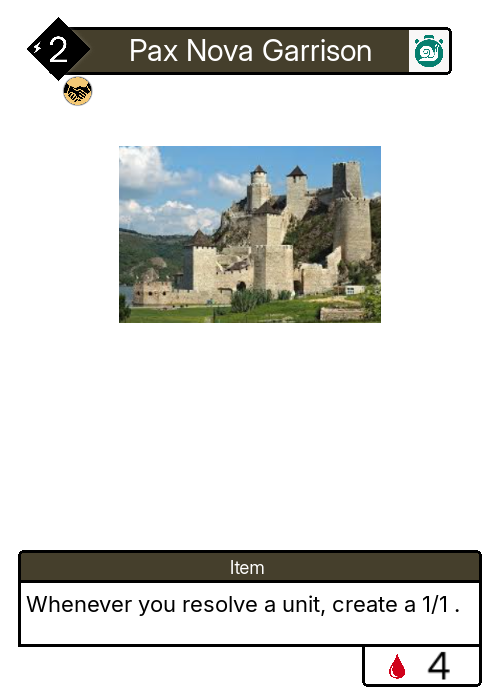 2
Pax Nova Garrison
Item
Whenever you resolve a unit, create a 1/1 .
4